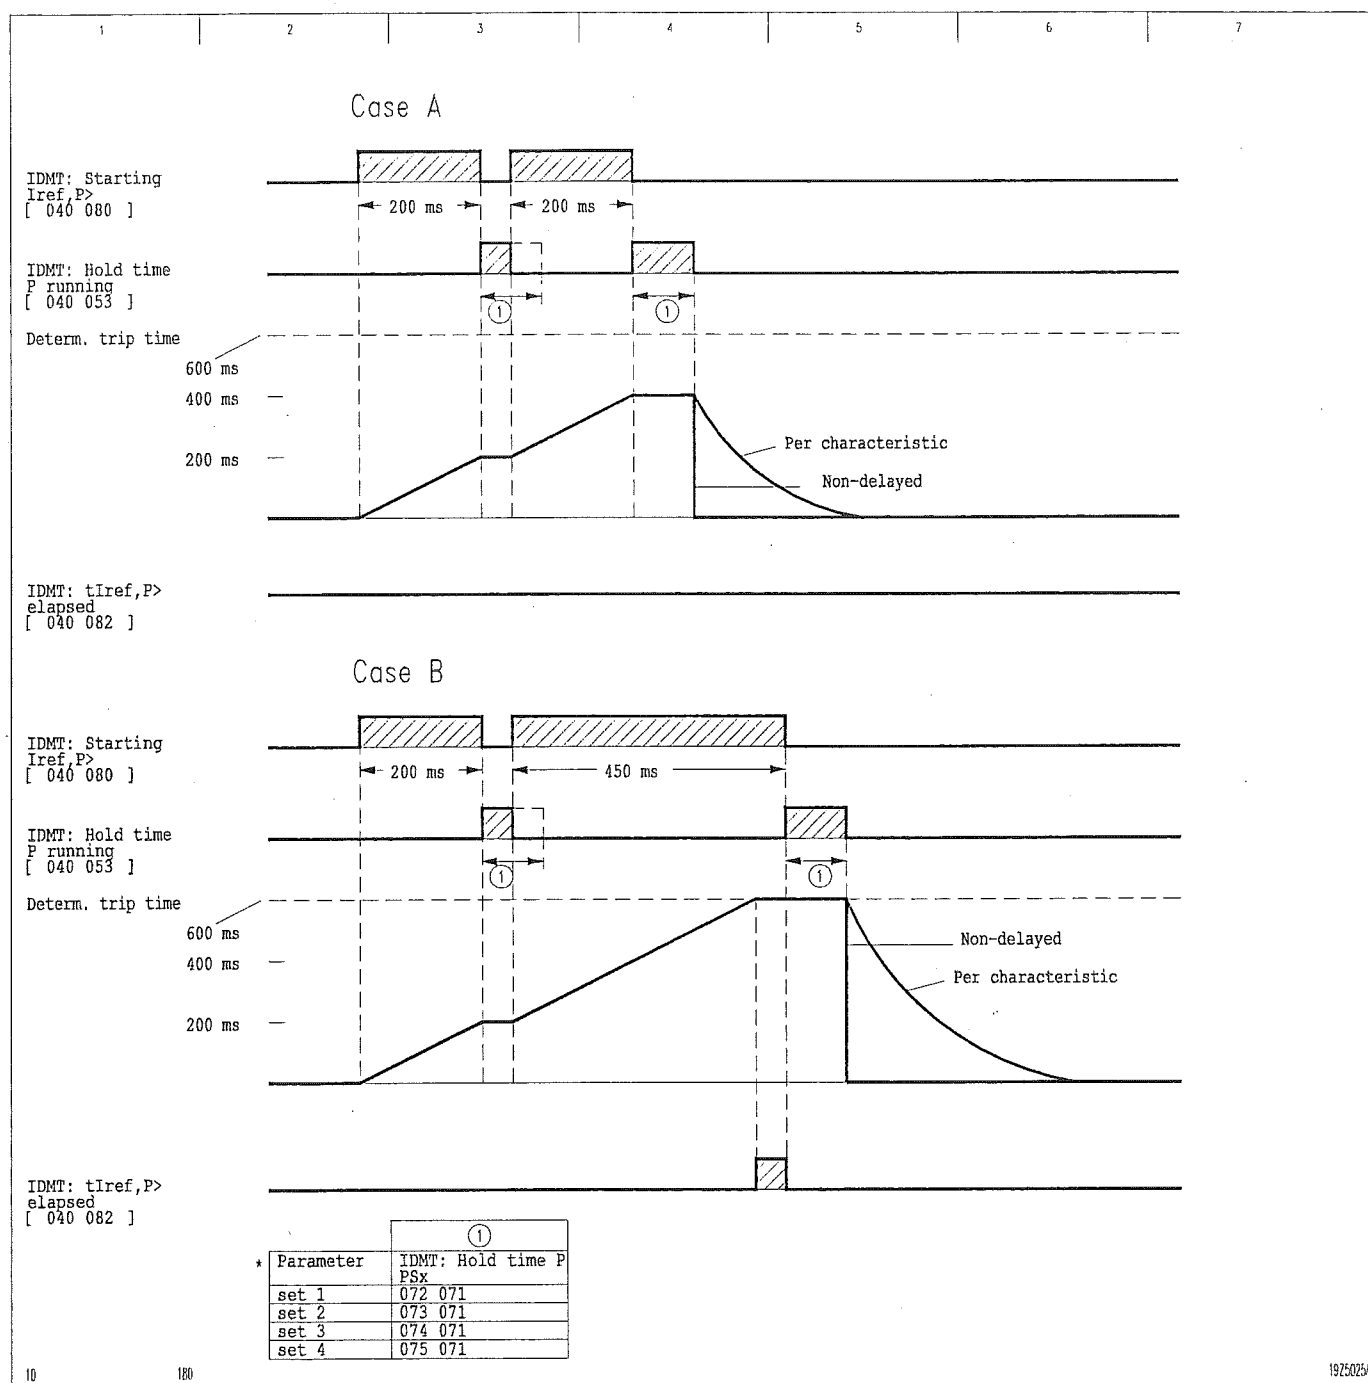 1 2 3 4 5 6 7
Case A
IDMT: Starting
Iref,P>
[ 040 080 ]
200 ms 200 ms
IDMT: Hold time
P running
[ 040 053 ]
1 1
Determ. trip time
600 ms
400 ms
200 ms
Per characteristic
Non-delayed
IDMT: tIref,P>
elapsed
[ 040 082 ]
Case B
IDMT: Starting
Iref,P>
[ 040 080 ]
200 ms 450 ms
IDMT: Hold time
P running
[ 040 053 ]
1 1
Determ. trip time
600 ms
400 ms
200 ms
Non-delayed
Per characteristic
IDMT: tIref,P>
elapsed
[ 040 082 ]
1
* Parameter IDMT: Hold time P
PSx
set 1 072 071
set 2 073 071
set 3 074 071
set 4 075 071
10 180